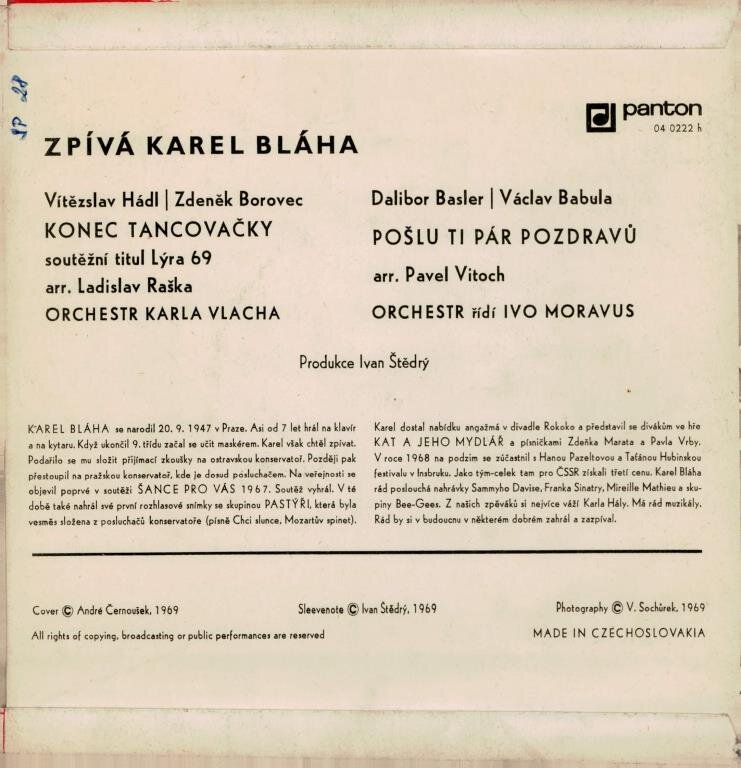 SP 28
panton
04 0222 h
ZPÍVÁ KAREL BLÁHA
Vítězslav Hádl | Zdeněk Borovec
KONEC TANCOVAČKY
soutěžní titul Lýra 69
arr. Ladislav Raška
ORCHESTR KARLA VLACHA
Dalibor Basler | Václav Babula
POŠLU TI PÁR POZDRAVŮ
arr. Pavel Vitoch
ORCHESTR řídí IVO MORAVUS
Produkce Ivan Štědrý
KAREL BLÁHA se narodil 20. 9. 1947 v Praze. Asi od 7 let hrál na klavír
a na kytaru. Když ukončil 9. třídu začal se učit maskérem. Karel však chtěl zpívat.
Podařilo se mu složit přijímací zkoušky na ostravskou konservatoř. Později pak
přestoupil na pražskou konservatoř, kde je dosud posluchačem. Na veřejnosti se
objevil poprvé v soutěži ŠANCE PRO VÁS 1967. Soutěž vyhrál. V té
době také nahrál své první rozhlasové snímky se skupinou PASTÝŘI, která byla
vesměs složena z posluchačů konservatoře (písně Chci slunce, Mozartův spinet).
Karel dostal nabídku angažmá v divadle Rokoko a představil se divákům ve hře
KAT A JEHO MYDLÁŘ a písničkami Zdeňka Marata a Pavla Vrby.
V roce 1968 na podzim se zúčastnil s Hanou Pazeltovou a Taťánou Hubinskou
festivalu v Insbruku. Jako tým-celek tam pro ČSSR získali třetí cenu. Karel Bláha
rád poslouchá nahrávky Sammyho Davise, Franka Sinatry, Mireille Mathieu a sku-
piny Bee-Gees. Z našich zpěváků si nejvíce váží Karla Hály. Má rád muzikály.
Rád by si v budoucnu v některém dobrém zahrál a zazpíval.
Cover © André Černoušek, 1969
Sleevenote © Ivan Štědrý, 1969
Photography © V. Sochůrek, 1969
All rights of copying, broadcasting or public performances are reserved
MADE IN CZECHOSLOVAKIA